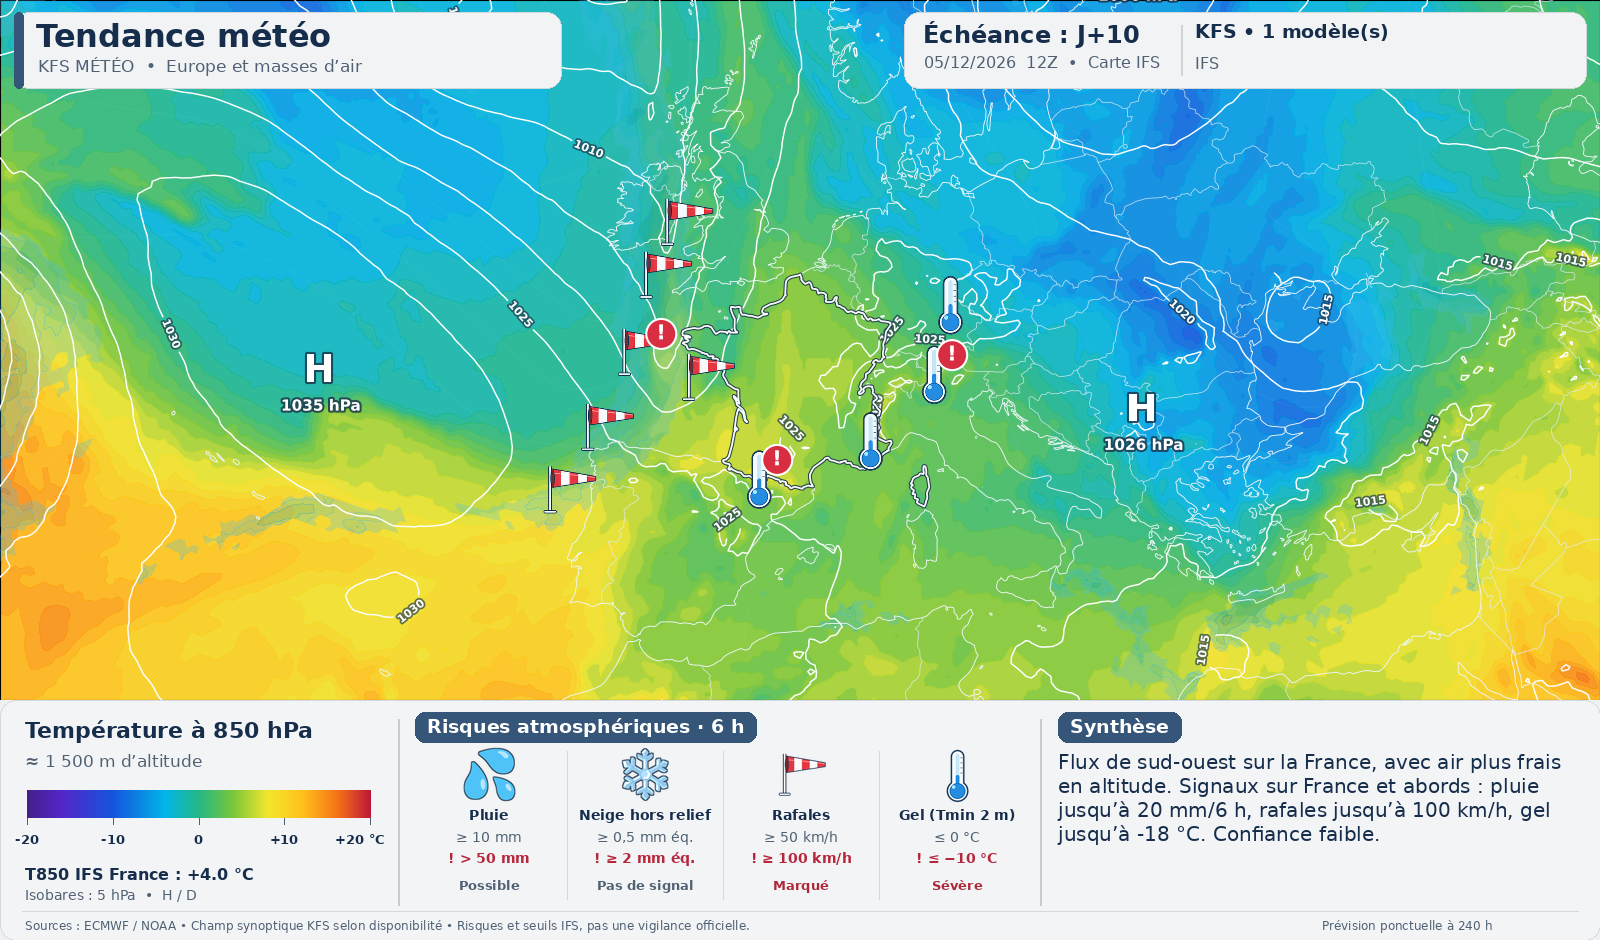 Tendance météo
KFS MÉTÉO • Europe et masses d’air
Échéance : J+10
05/12/2026 12Z • Carte IFS
KFS • 1 modèle(s)
IFS
1010
1015
1015
1015
1020
1025
1030
1025
1025
H
1035 hPa
H
1026 hPa
1025
1015
1015
1025
1030
1015
Température à 850 hPa
≈ 1 500 m d’altitude
-20 -10 0 +10 +20 °C
T850 IFS France : +4.0 °C
Isobares : 5 hPa • H / D
Risques atmosphériques · 6 h
Pluie
≥ 10 mm
! > 50 mm
Possible
Neige hors relief
≥ 0,5 mm éq.
! ≥ 2 mm éq.
Pas de signal
Rafales
≥ 50 km/h
! ≥ 100 km/h
Marqué
Gel (Tmin 2 m)
≤ 0 °C
! ≤ −10 °C
Sévère
Synthèse
Flux de sud-ouest sur la France, avec air plus frais
en altitude. Signaux sur France et abords : pluie
jusqu’à 20 mm/6 h, rafales jusqu’à 100 km/h, gel
jusqu’à -18 °C. Confiance faible.
Sources : ECMWF / NOAA • Champ synoptique KFS selon disponibilité • Risques et seuils IFS, pas une vigilance officielle.
Prévision ponctuelle à 240 h